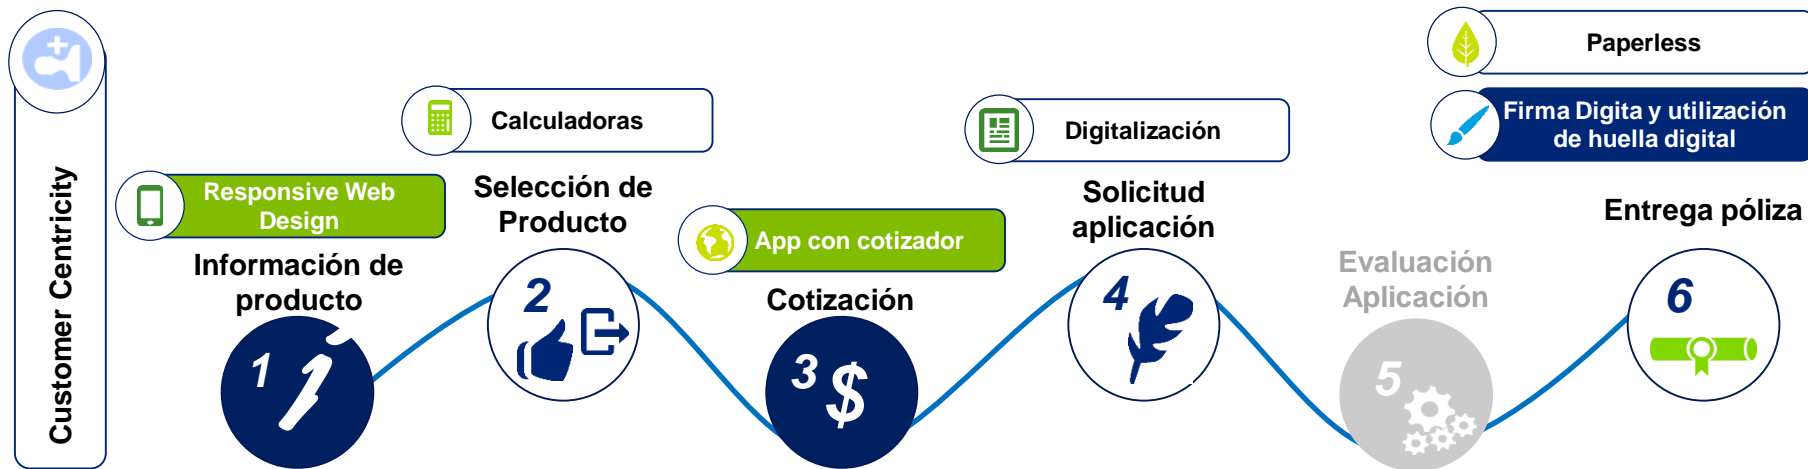 Customer Centricity
Responsive Web
Design
Información de
producto
1
Calculadoras
Selección de
Producto
2
App con cotizador
Cotización
3 $
Digitalización
Solicitud
aplicación
4
Evaluación
Aplicación
5
Paperless
Firma Digita y utilización
de huella digital
Entrega póliza
6